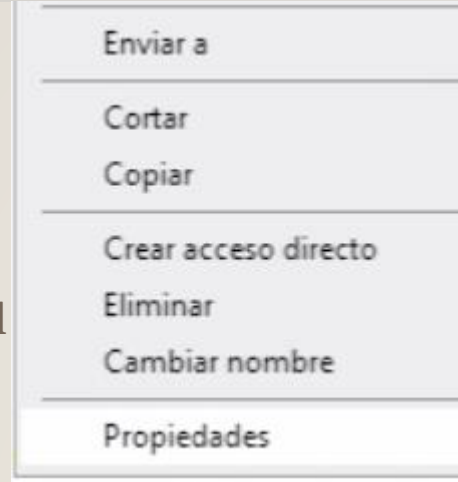 Enviar a
Cortar
Copiar
Crear acceso directo
Eliminar
Cambiar nombre
Propiedades